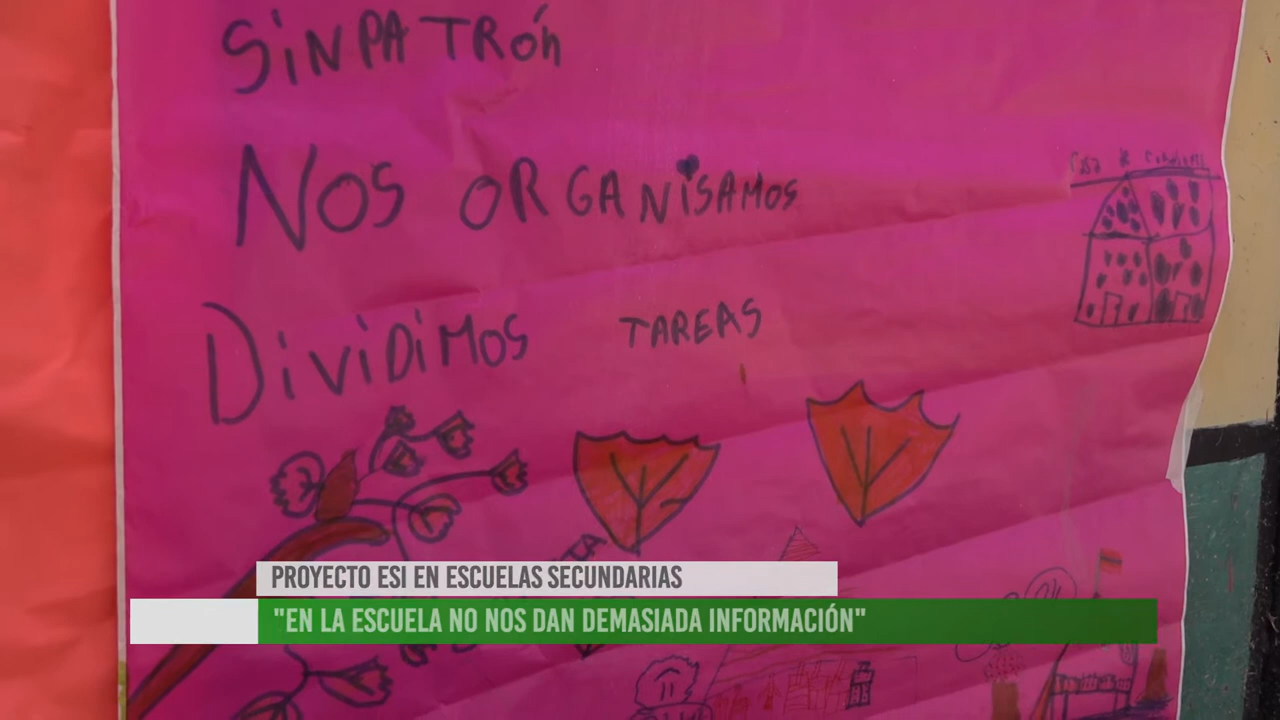 SiNPATRón
NOS ORGANiSAMOS
DiViDiMOS TAREAS
PROYECTO ESI EN ESCUELAS SECUNDARIAS
"EN LA ESCUELA NO NOS DAN DEMASIADA INFORMACIÓN"